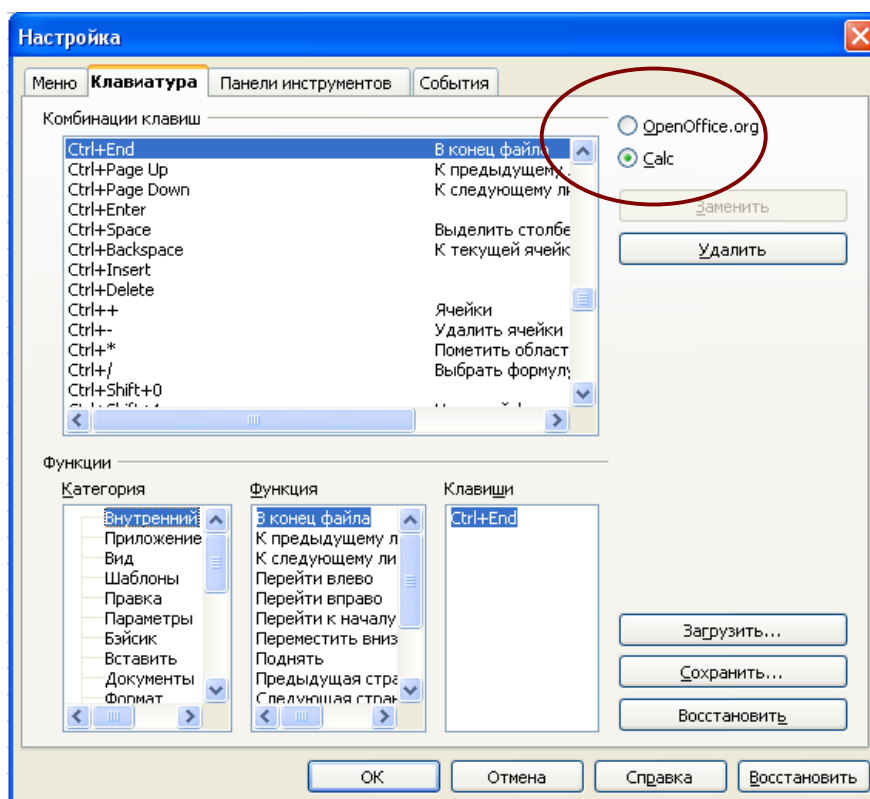 Настройка
Меню Клавиатура Панели инструментов События
Комбинации клавиш
Ctrl+End В конец файла
Ctrl+Page Up К предыдущему
Ctrl+Page Down К следующему ли
Ctrl+Enter
Ctrl+Space Выделить столбе
Ctrl+Backspace К текущей ячейк
Ctrl+Insert
Ctrl+Delete
Ctrl++ Ячейки
Ctrl+- Удалить ячейки
Ctrl+* Пометить област
Ctrl+/ Выбрать формулу
Ctrl+Shift+0
OpenOffice.org
Calc
Заменить
Удалить
Функции
Категория
Внутренний
Приложение
Вид
Шаблоны
Правка
Параметры
Бэйсик
Вставить
Документы
Формат
Функция
В конец файла
К предыдущему л
К следующему ли
Перейти влево
Перейти вправо
Перейти к началу
Переместить вниз
Поднять
Предыдущая стра
Следующая стран
Клавиши
Ctrl+End
Загрузить...
Сохранить...
Восстановить
ОК Отмена Справка Восстановить